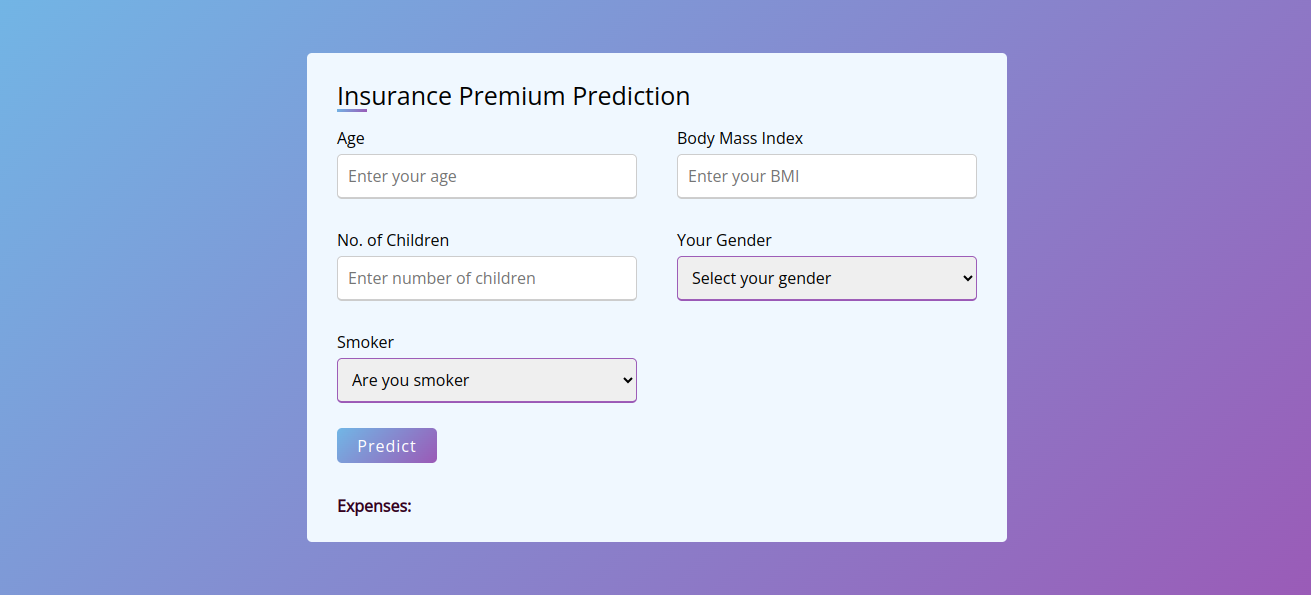 Insurance Premium Prediction
Age
Enter your age
Body Mass Index
Enter your BMI
No. of Children
Enter number of children
Your Gender
Select your gender
Smoker
Are you smoker
Predict
Expenses: